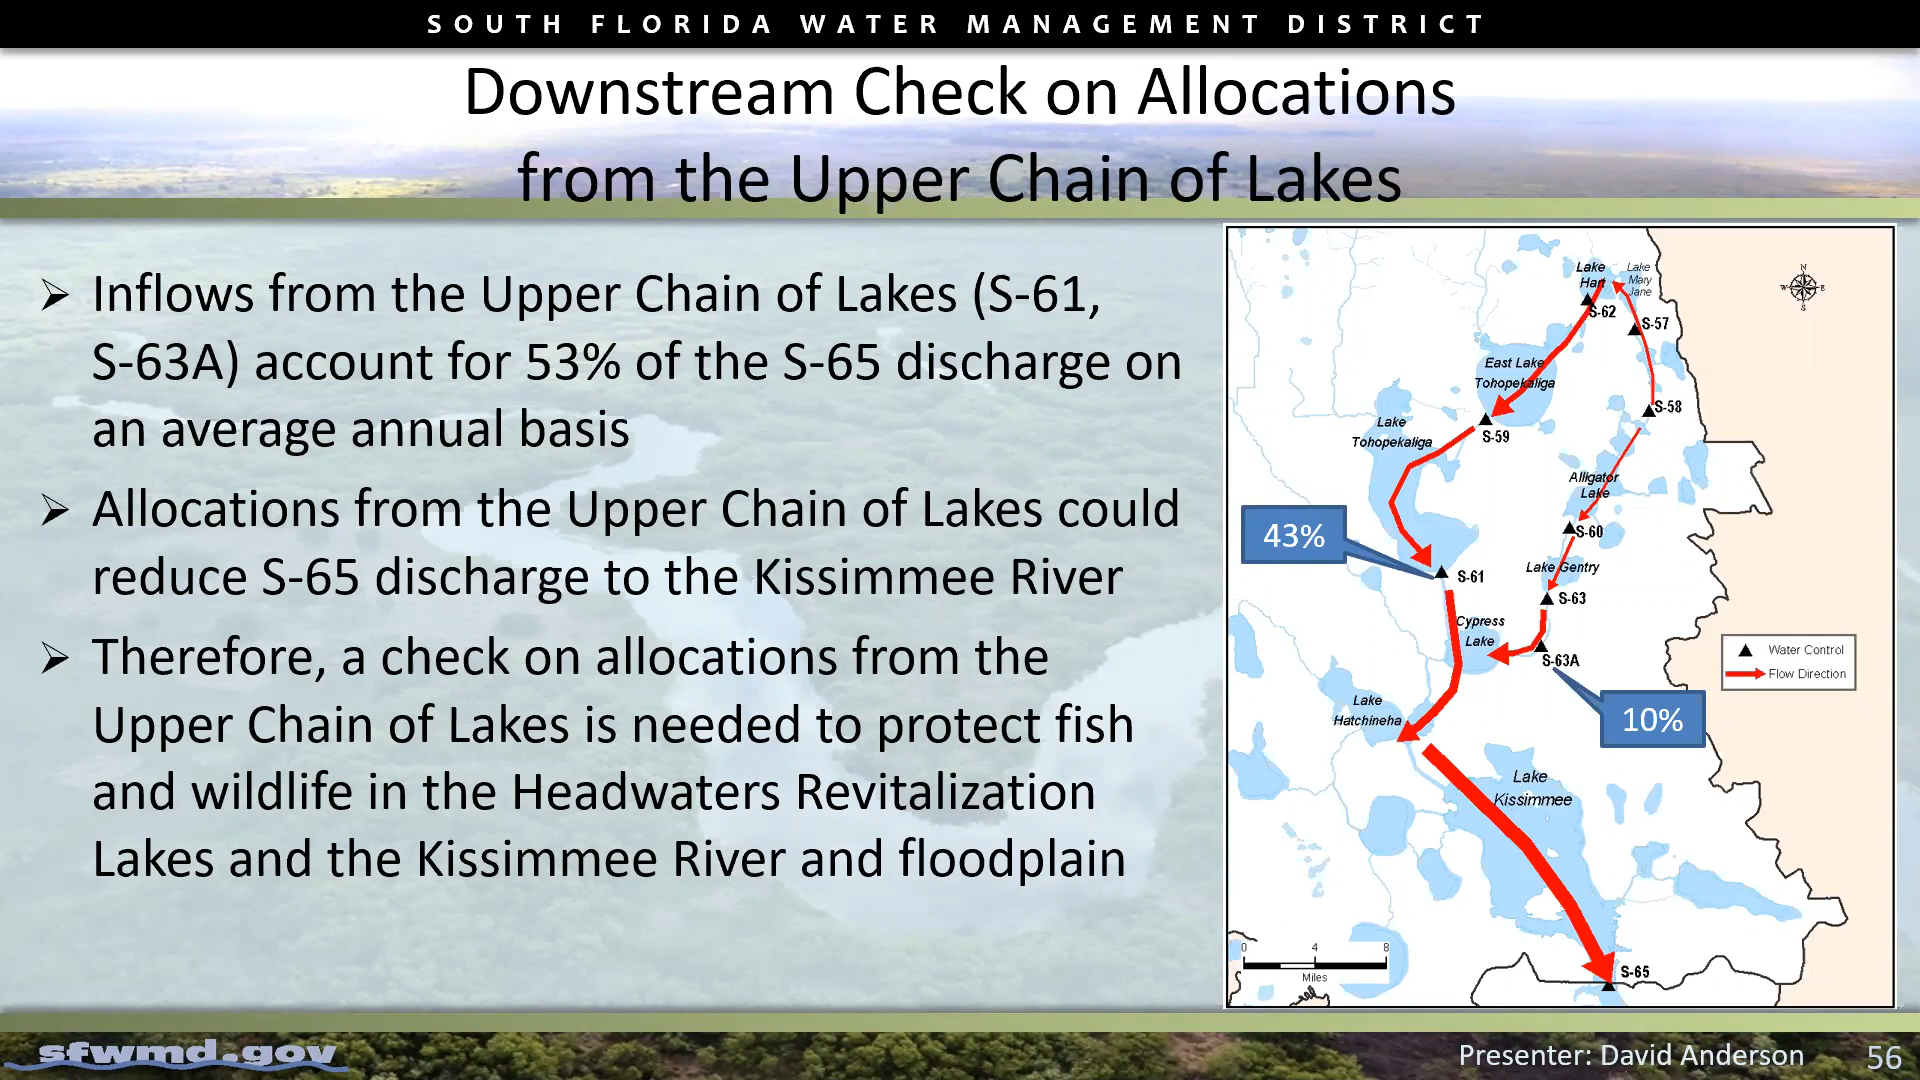 SOUTH FLORIDA WATER MANAGEMENT DISTRICT
Downstream Check on Allocations
from the Upper Chain of Lakes
➢ Inflows from the Upper Chain of Lakes (S-61,
S-63A) account for 53% of the S-65 discharge on
an average annual basis
➢ Allocations from the Upper Chain of Lakes could
reduce S-65 discharge to the Kissimmee River
➢ Therefore, a check on allocations from the
Upper Chain of Lakes is needed to protect fish
and wildlife in the Headwaters Revitalization
Lakes and the Kissimmee River and floodplain
Lake
Hart
Lake
Mary
Jane
N
W
E
S
S-62
S-57
East Lake
Tohopekaliga
S-58
Lake
Tohopekaliga
S-59
Alligator
Lake
43%
S-60
Lake Gentry
S-61
S-63
Cypress
Lake
S-63A
Water Control
Flow Direction
Lake
Hatchineha
10%
Lake
Kissimmee
0 4 8
Miles
S-65
sfwmd.gov
Presenter: David Anderson
56